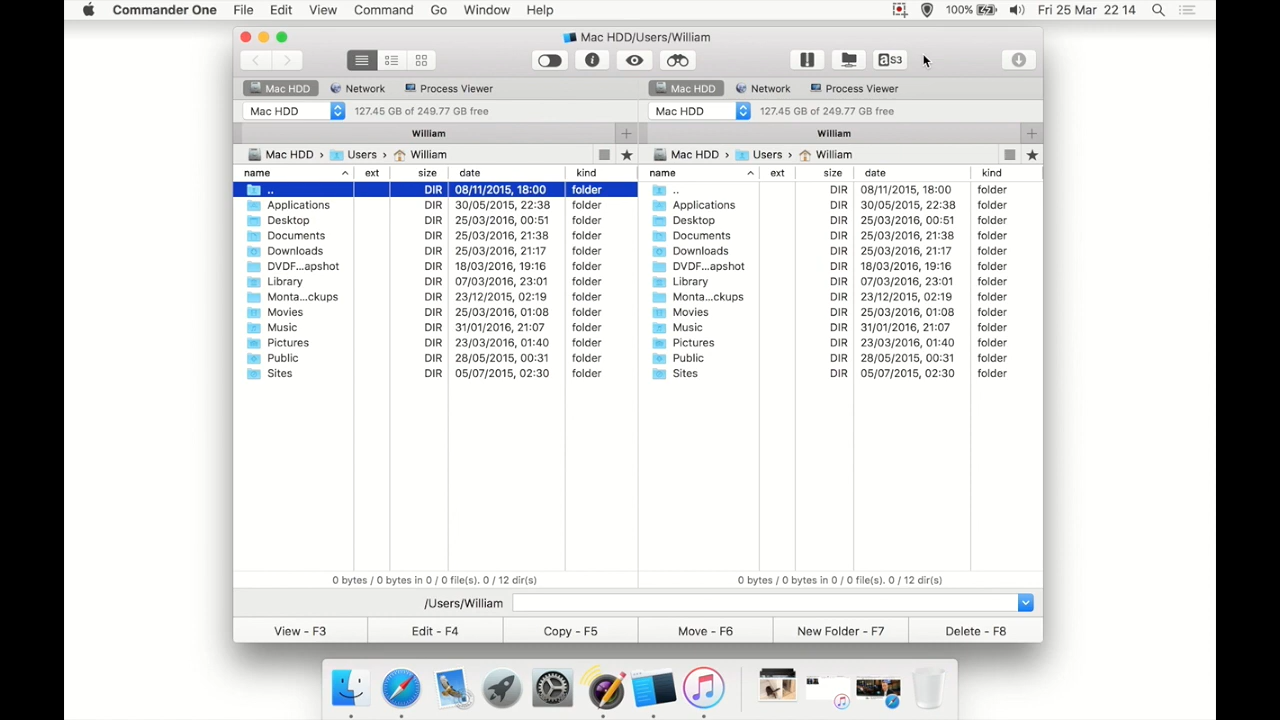 Commander One File Edit View Command Go Window Help 100% Fri 25 Mar 22 14
Mac HDD/Users/William
aS3
Mac HDD Network Process Viewer Mac HDD Network Process Viewer
Mac HDD 127.45 GB of 249.77 GB free Mac HDD 127.45 GB of 249.77 GB free
William + William +
Mac HDD › Users › William Mac HDD › Users › William
name ext size date kind name ext size date kind
.. DIR 08/11/2015, 18:00 folder .. DIR 08/11/2015, 18:00 folder
Applications DIR 30/05/2015, 22:38 folder Applications DIR 30/05/2015, 22:38 folder
Desktop DIR 25/03/2016, 00:51 folder Desktop DIR 25/03/2016, 00:51 folder
Documents DIR 25/03/2016, 21:38 folder Documents DIR 25/03/2016, 21:38 folder
Downloads DIR 25/03/2016, 21:17 folder Downloads DIR 25/03/2016, 21:17 folder
DVDF...apshot DIR 18/03/2016, 19:16 folder DVDF...apshot DIR 18/03/2016, 19:16 folder
Library DIR 07/03/2016, 23:01 folder Library DIR 07/03/2016, 23:01 folder
Monta...ckups DIR 23/12/2015, 02:19 folder Monta...ckups DIR 23/12/2015, 02:19 folder
Movies DIR 25/03/2016, 01:08 folder Movies DIR 25/03/2016, 01:08 folder
Music DIR 31/01/2016, 21:07 folder Music DIR 31/01/2016, 21:07 folder
Pictures DIR 23/03/2016, 01:40 folder Pictures DIR 23/03/2016, 01:40 folder
Public DIR 28/05/2015, 00:31 folder Public DIR 28/05/2015, 00:31 folder
Sites DIR 05/07/2015, 02:30 folder Sites DIR 05/07/2015, 02:30 folder
0 bytes / 0 bytes in 0 / 0 file(s). 0 / 12 dir(s) 0 bytes / 0 bytes in 0 / 0 file(s). 0 / 12 dir(s)
/Users/William
View - F3 Edit - F4 Copy - F5 Move - F6 New Folder - F7 Delete - F8